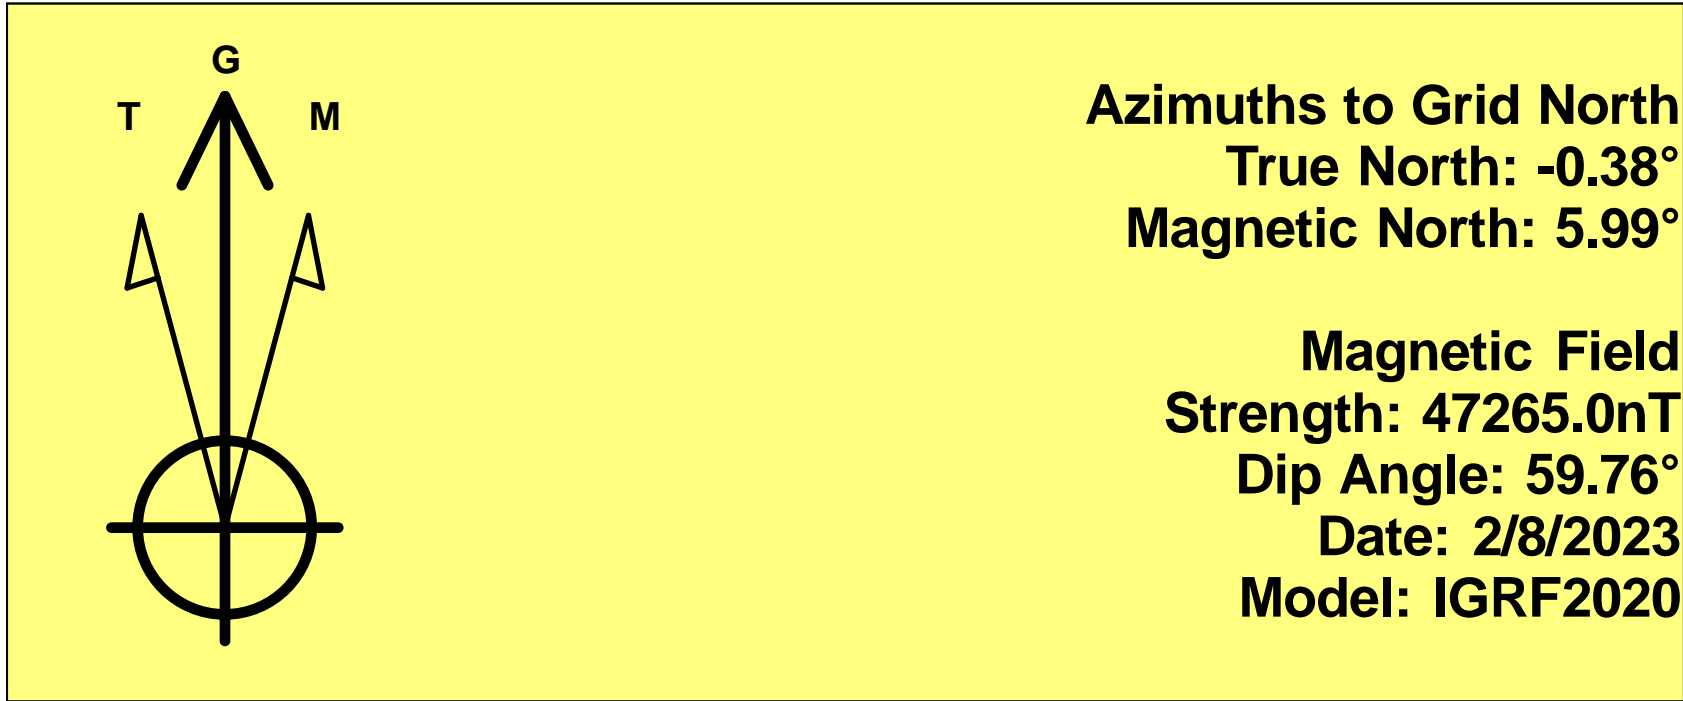 G
T
M
Azimuths to Grid North
True North: -0.38°
Magnetic North: 5.99°
Magnetic Field
Strength: 47265.0nT
Dip Angle: 59.76°
Date: 2/8/2023
Model: IGRF2020